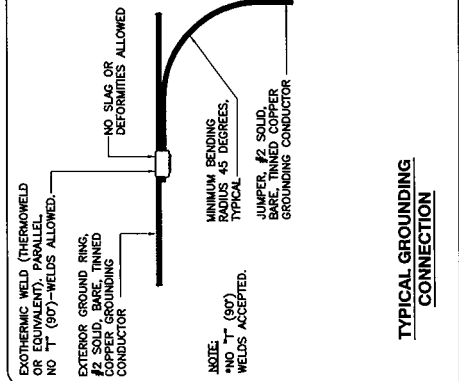 EXOTHERMIC WELD (THERMOWELD
OR EQUIVALENT), PARALLEL,
NO "T" (90°)-WELDS ALLOWED.
EXTERIOR GROUND RING,
#2 SOLID, BARE, TINNED
COPPER GROUNDING
CONDUCTOR
NO SLAG OR
DEFORMITIES ALLOWED
NOTE:
*NO "T" (90°)
WELDS ACCEPTED.
MINIMUM BENDING
RADIUS 45 DEGREES,
TYPICAL
JUMPER, #2 SOLID,
BARE, TINNED COPPER
GROUNDING CONDUCTOR
TYPICAL GROUNDING
CONNECTION